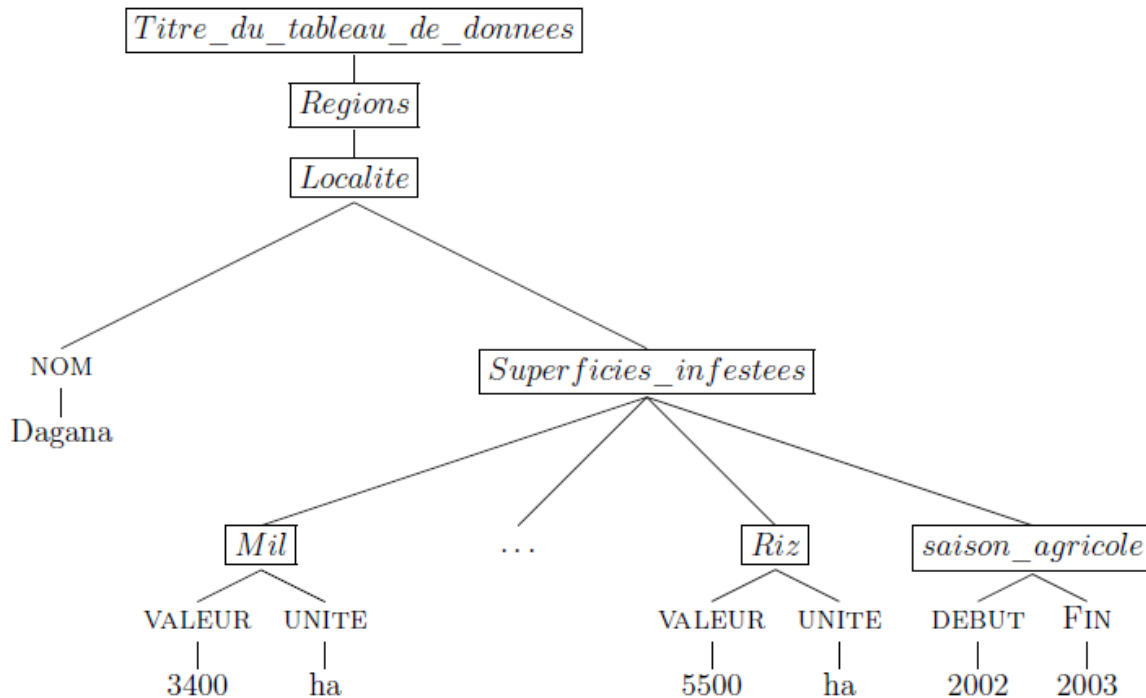 Titre_du_tableau_de_donnees
Regions
Localite
NOM
Superficies_infestees
Dagana
Mil
...
Riz
saison_agricole
VALEUR UNITE VALEUR UNITE DEBUT FIN
3400 ha 5500 ha 2002 2003